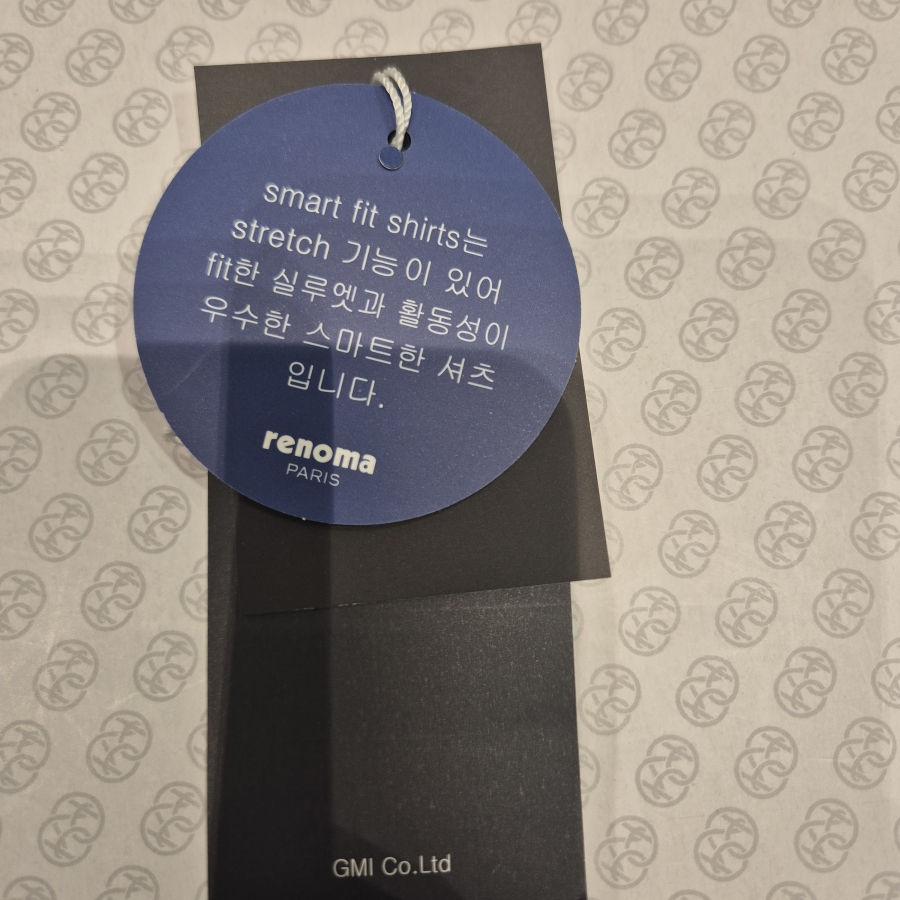 smart fit shirts는
stretch 기능이 있어
fit한 실루엣과 활동성이
우수한 스마트한 셔츠
입니다.
renoma
PARIS
GMI Co.Ltd